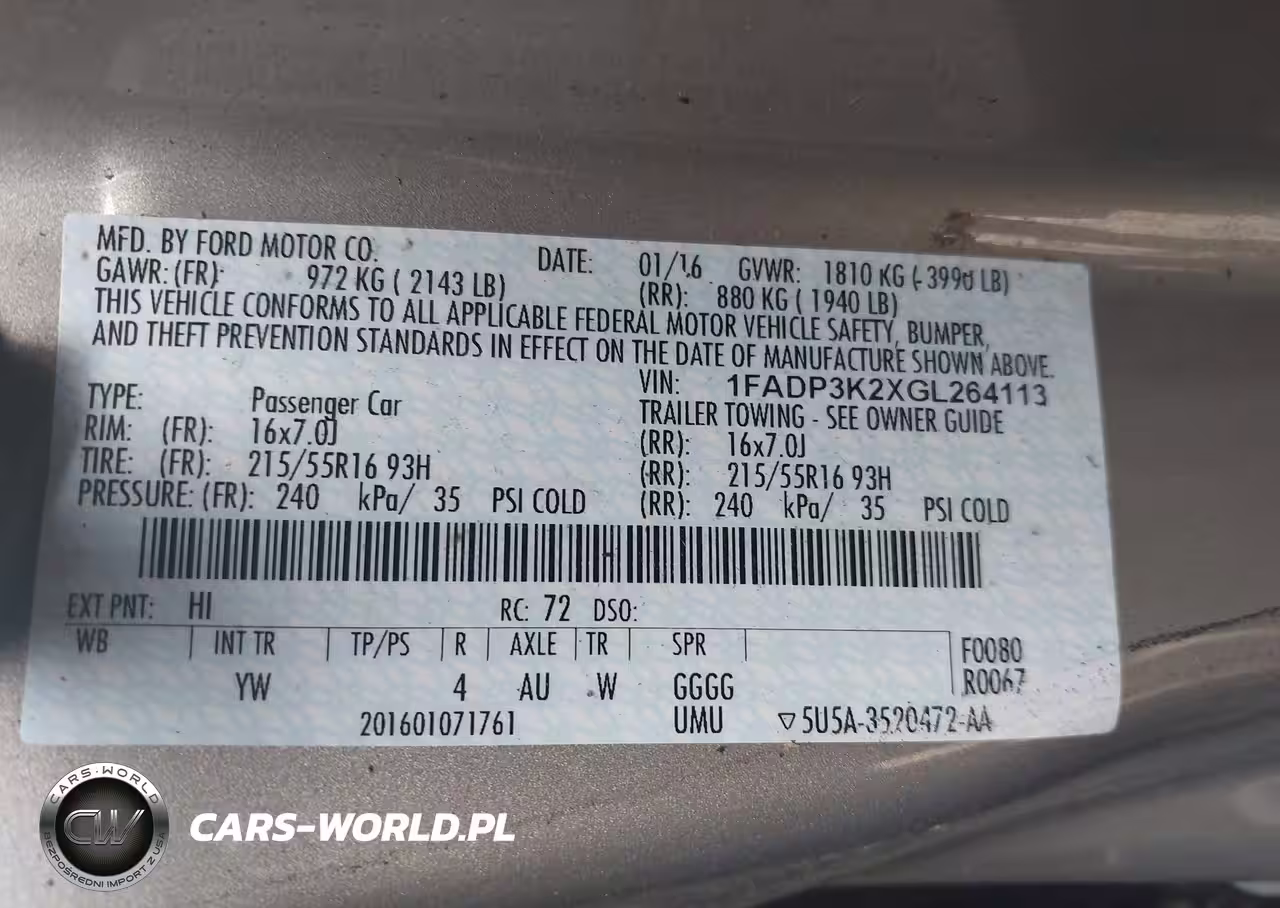 MFD. BY FORD MOTOR CO. DATE: 01/16 GVWR: 1810 KG ( 3990 LB)
GAWR: (FR): 972 KG ( 2143 LB) (RR): 880 KG ( 1940 LB)
THIS VEHICLE CONFORMS TO ALL APPLICABLE FEDERAL MOTOR VEHICLE SAFETY, BUMPER,
AND THEFT PREVENTION STANDARDS IN EFFECT ON THE DATE OF MANUFACTURE SHOWN ABOVE.
VIN: 1FADP3K2XGL264113
TYPE: Passenger Car TRAILER TOWING - SEE OWNER GUIDE
RIM: (FR): 16x7.0J (RR): 16x7.0J
TIRE: (FR): 215/55R16 93H (RR): 215/55R16 93H
PRESSURE: (FR): 240 kPa/ 35 PSI COLD (RR): 240 kPa/ 35 PSI COLD
EXT PNT: HI RC: 72 DSO:
WB INT TR TP/PS R AXLE TR SPR F0080
YW 4 AU W GGGG R0067
201601071761 UMU ▽5U5A-3520472-AA
CARS-WORLD
CW
BEZPOŚREDNI IMPORT Z USA
CARS-WORLD.PL